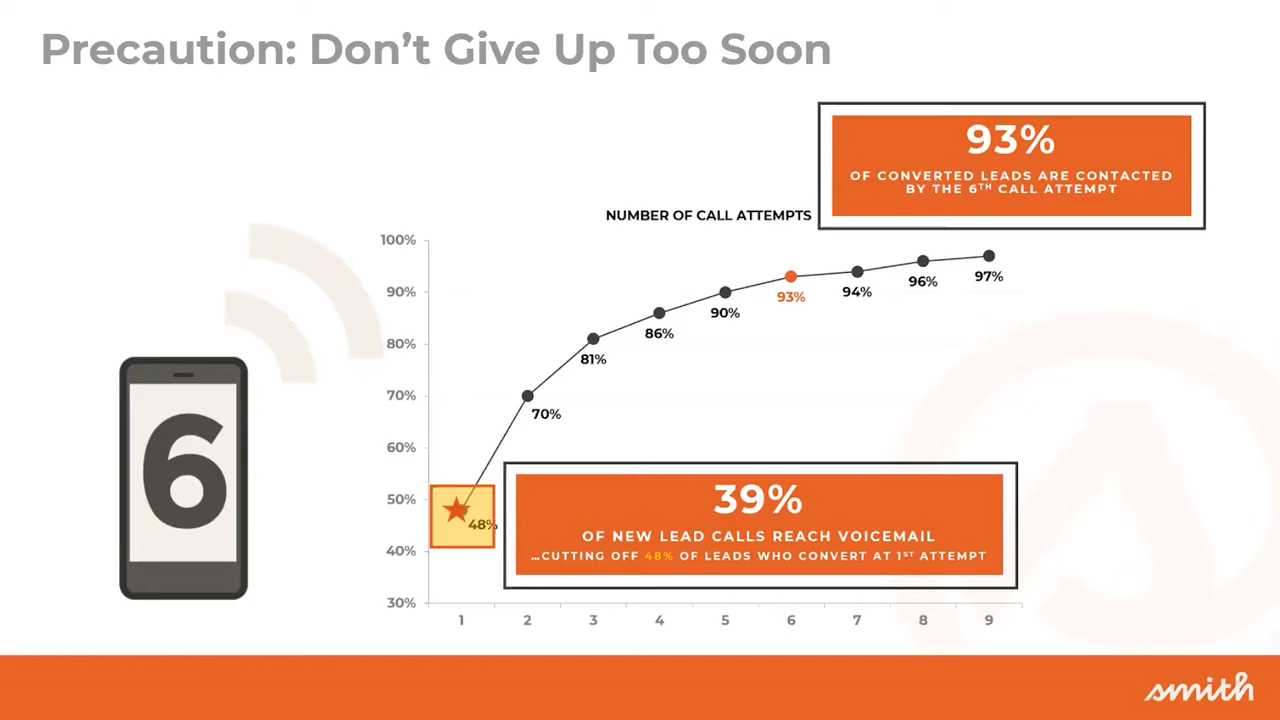 Precaution: Don't Give Up Too Soon
93%
OF CONVERTED LEADS ARE CONTACTED
BY THE 6TH CALL ATTEMPT
NUMBER OF CALL ATTEMPTS
100%
90%
80%
70%
60%
50%
40%
30%
48%
70%
81%
86%
90%
93%
94%
96%
97%
6
39%
OF NEW LEAD CALLS REACH VOICEMAIL
...CUTTING OFF 48% OF LEADS WHO CONVERT AT 1ST ATTEMPT
1 2 3 4 5 6 7 8 9
smith